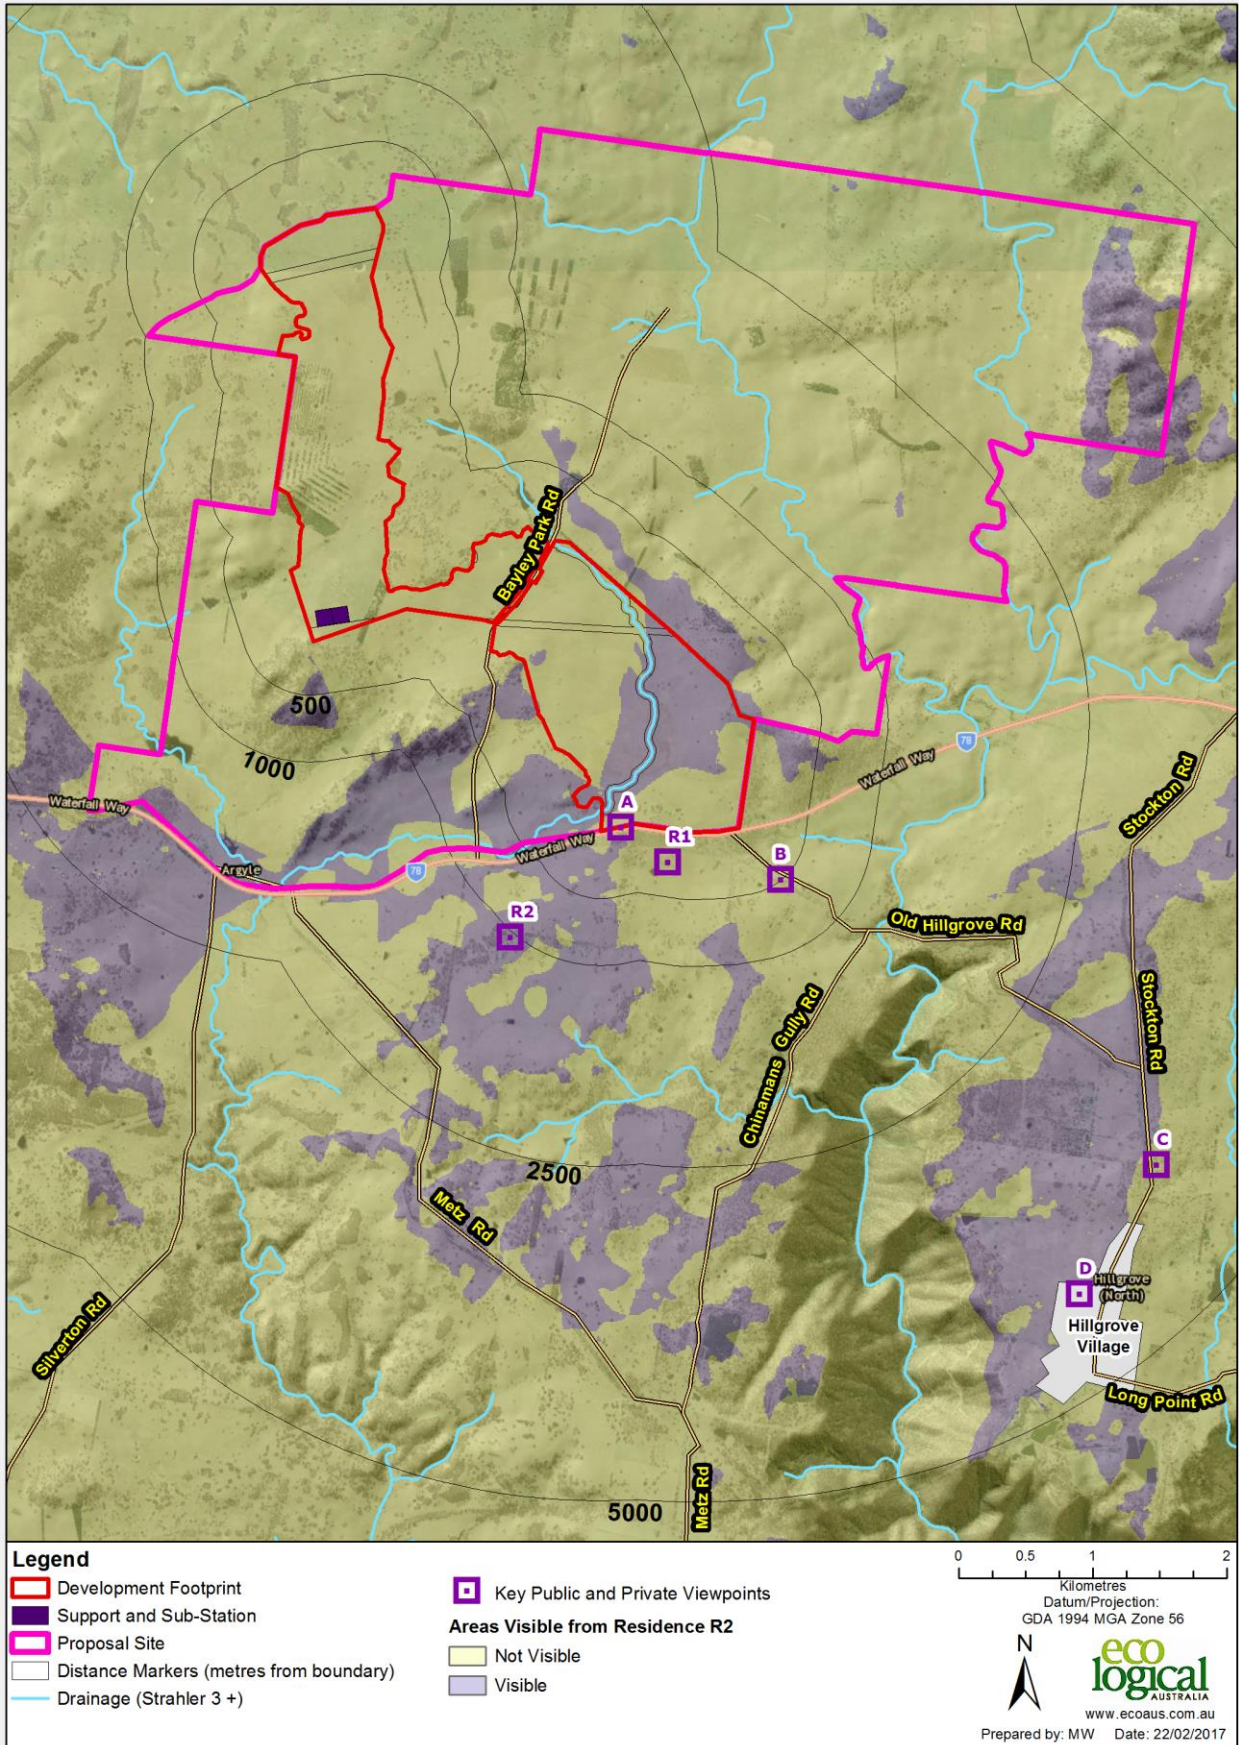 Bayley Park Rd
500
1000
Waterfall Way
Waterfall Way
78
Stockton Rd
Waterfall Way
A
R1
B
Argyle
78
R2
Old Hillgrove Rd
Stockton Rd
Chinamans Gully Rd
C
2500
Metz Rd
D
Hillgrove
(North)
Hillgrove
Village
Silverton Rd
Long Point Rd
5000
Metz Rd
Legend
Development Footprint
Support and Sub-Station
Proposal Site
Distance Markers (metres from boundary)
Drainage (Strahler 3 +)
Key Public and Private Viewpoints
Areas Visible from Residence R2
Not Visible
Visible
0 0.5 1 2
Kilometres
Datum/Projection:
GDA 1994 MGA Zone 56
N
eco
logical
AUSTRALIA
www.ecoaus.com.au
Prepared by: MW Date: 22/02/2017